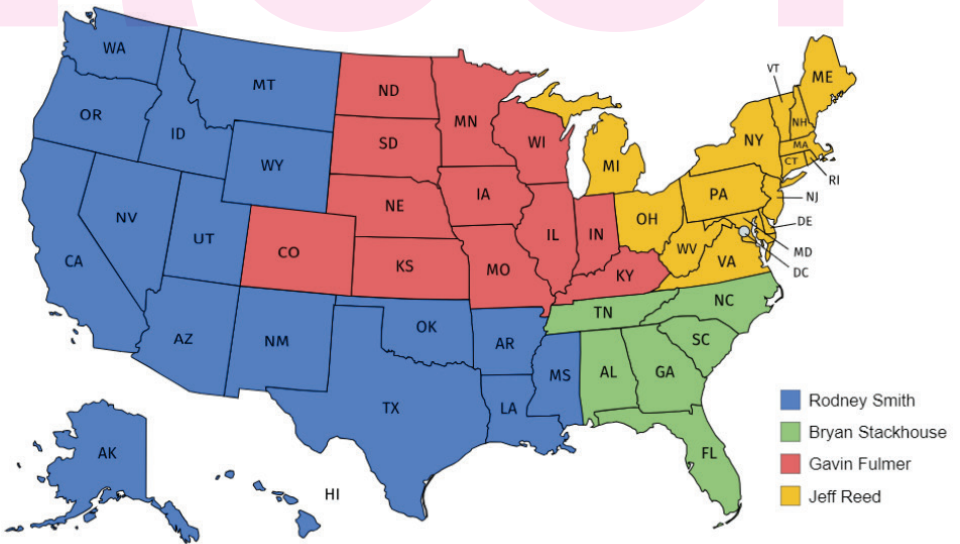 WA
MT
ND
MN
ME
VT
NH
OR
ID
SD
WI
NY
MA
CT
RI
WY
MI
IA
NE
PA
NJ
NV
UT
CO
IL
IN
OH
DE
WV
MD
CA
KS
MO
KY
VA
DC
AZ
NM
OK
AR
TN
NC
SC
TX
LA
MS
AL
GA
FL
AK
HI
Rodney Smith
Bryan Stackhouse
Gavin Fulmer
Jeff Reed